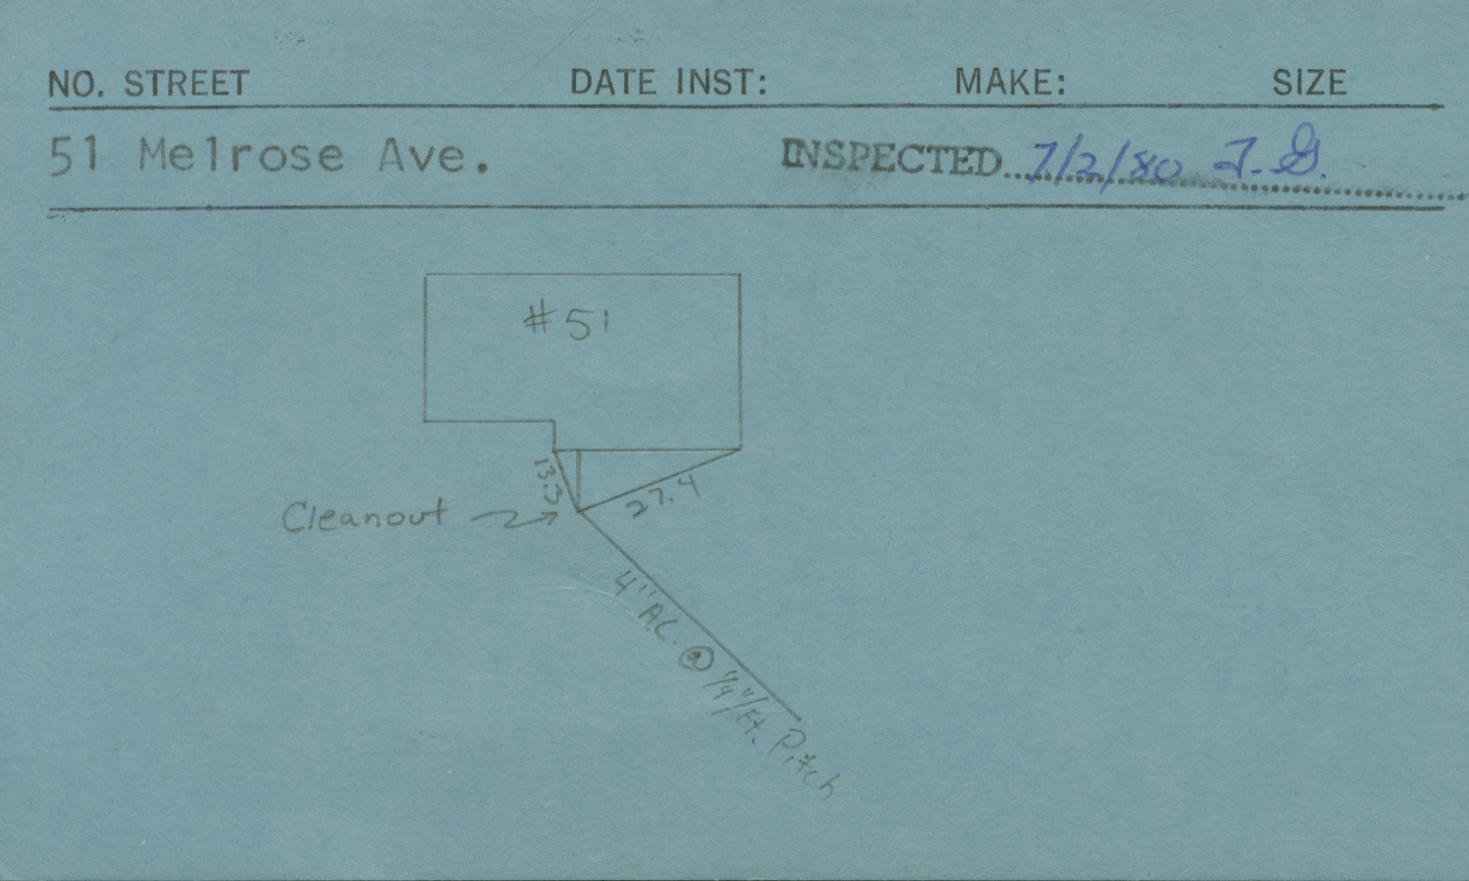 NO. STREET DATE INST: MAKE: SIZE
51 Melrose Ave. INSPECTED 7/2/80 F.G.
#51
13.3
27.4
Cleanout
4" A.C. @ 1/4"/Ft. Pitch